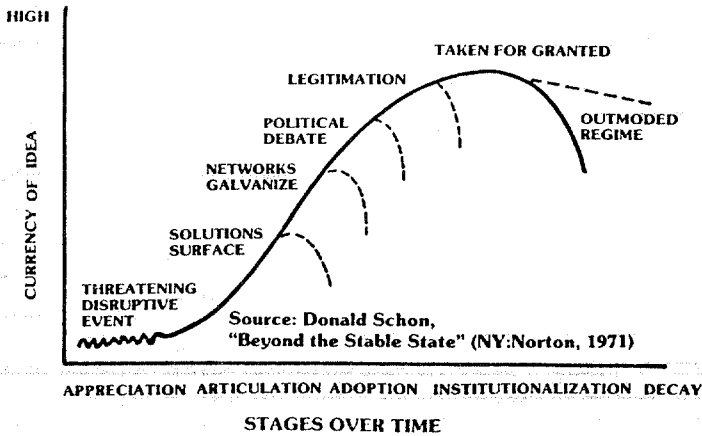 HIGH
TAKEN FOR GRANTED
LEGITIMATION
POLITICAL
DEBATE
OUTMODED
REGIME
NETWORKS
GALVANIZE
SOLUTIONS
SURFACE
CURRENCY OF IDEA
THREATENING
DISRUPTIVE
EVENT
Source: Donald Schon,
"Beyond the Stable State" (NY:Norton, 1971)
APPRECIATION ARTICULATION ADOPTION INSTITUTIONALIZATION DECAY
STAGES OVER TIME